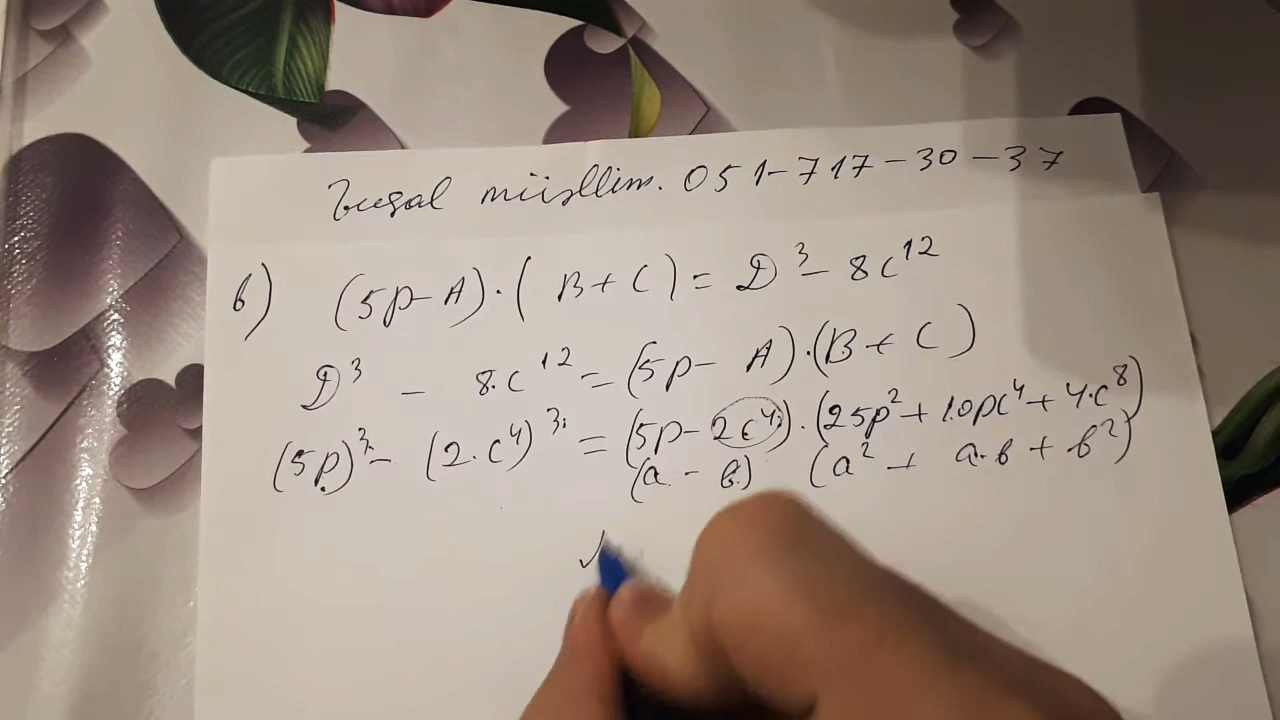 müəllim. 051-717-30-37
b) (5p-A)·(B+C)=D³-8c¹²
D³ - 8·c¹²=(5p-A)·(B+C)
(5p)³-(2·c⁴)³=(5p-2c⁴)·(25p²+10pc⁴+4·c⁸)
(a-b) (a²+a·b+b²)